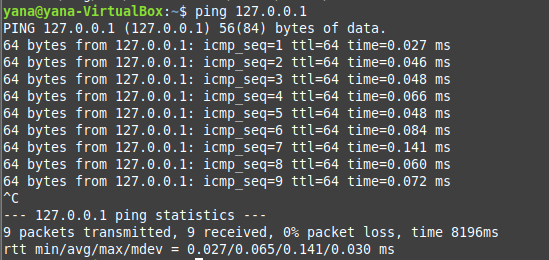 yana@yana-VirtualBox:~$ ping 127.0.0.1
PING 127.0.0.1 (127.0.0.1) 56(84) bytes of data.
64 bytes from 127.0.0.1: icmp_seq=1 ttl=64 time=0.027 ms
64 bytes from 127.0.0.1: icmp_seq=2 ttl=64 time=0.046 ms
64 bytes from 127.0.0.1: icmp_seq=3 ttl=64 time=0.048 ms
64 bytes from 127.0.0.1: icmp_seq=4 ttl=64 time=0.066 ms
64 bytes from 127.0.0.1: icmp_seq=5 ttl=64 time=0.048 ms
64 bytes from 127.0.0.1: icmp_seq=6 ttl=64 time=0.084 ms
64 bytes from 127.0.0.1: icmp_seq=7 ttl=64 time=0.141 ms
64 bytes from 127.0.0.1: icmp_seq=8 ttl=64 time=0.060 ms
64 bytes from 127.0.0.1: icmp_seq=9 ttl=64 time=0.072 ms
^C
--- 127.0.0.1 ping statistics ---
9 packets transmitted, 9 received, 0% packet loss, time 8196ms
rtt min/avg/max/mdev = 0.027/0.065/0.141/0.030 ms